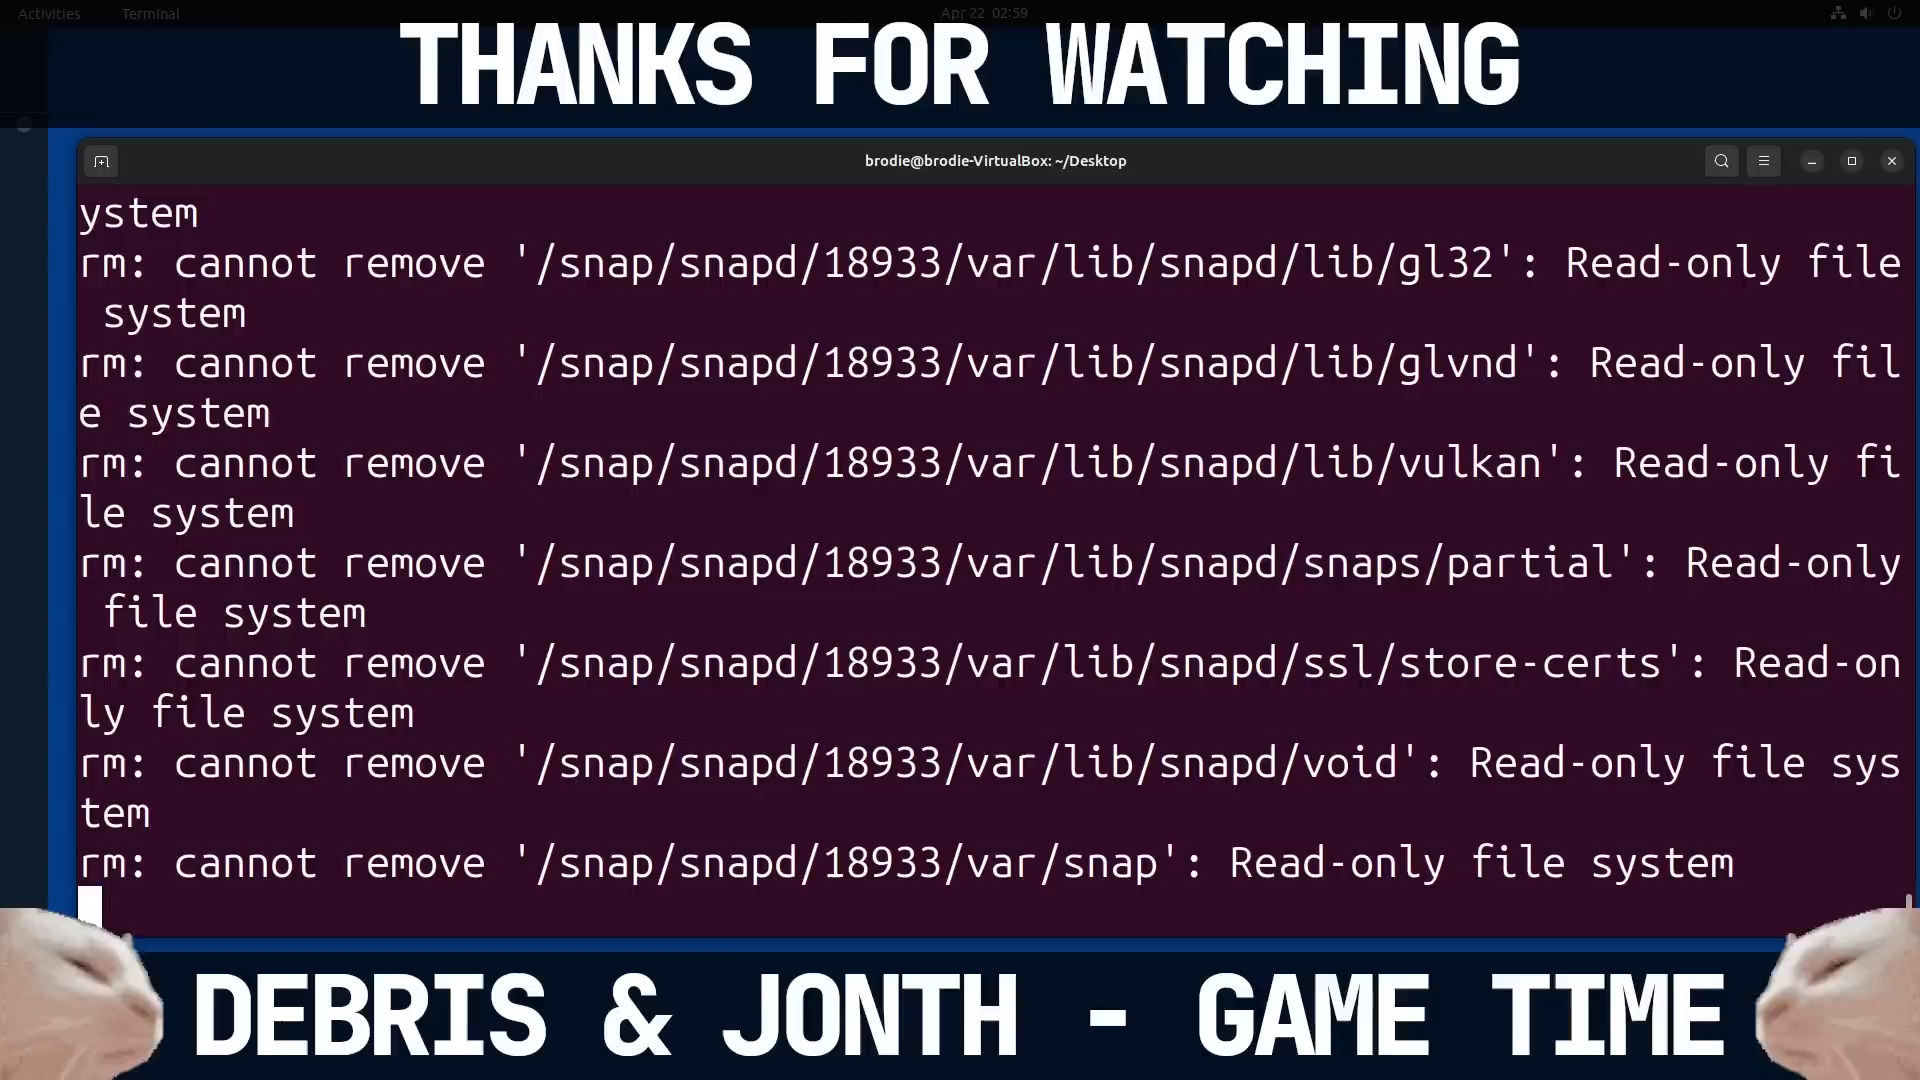 Activities Terminal Apr 22 02:59
THANKS FOR WATCHING
brodie@brodie-VirtualBox: ~/Desktop
ystem
rm: cannot remove '/snap/snapd/18933/var/lib/snapd/lib/gl32': Read-only file
 system
rm: cannot remove '/snap/snapd/18933/var/lib/snapd/lib/glvnd': Read-only fil
e system
rm: cannot remove '/snap/snapd/18933/var/lib/snapd/lib/vulkan': Read-only fi
le system
rm: cannot remove '/snap/snapd/18933/var/lib/snapd/snaps/partial': Read-only
 file system
rm: cannot remove '/snap/snapd/18933/var/lib/snapd/ssl/store-certs': Read-on
ly file system
rm: cannot remove '/snap/snapd/18933/var/lib/snapd/void': Read-only file sys
tem
rm: cannot remove '/snap/snapd/18933/var/snap': Read-only file system
DEBRIS & JONTH - GAME TIME